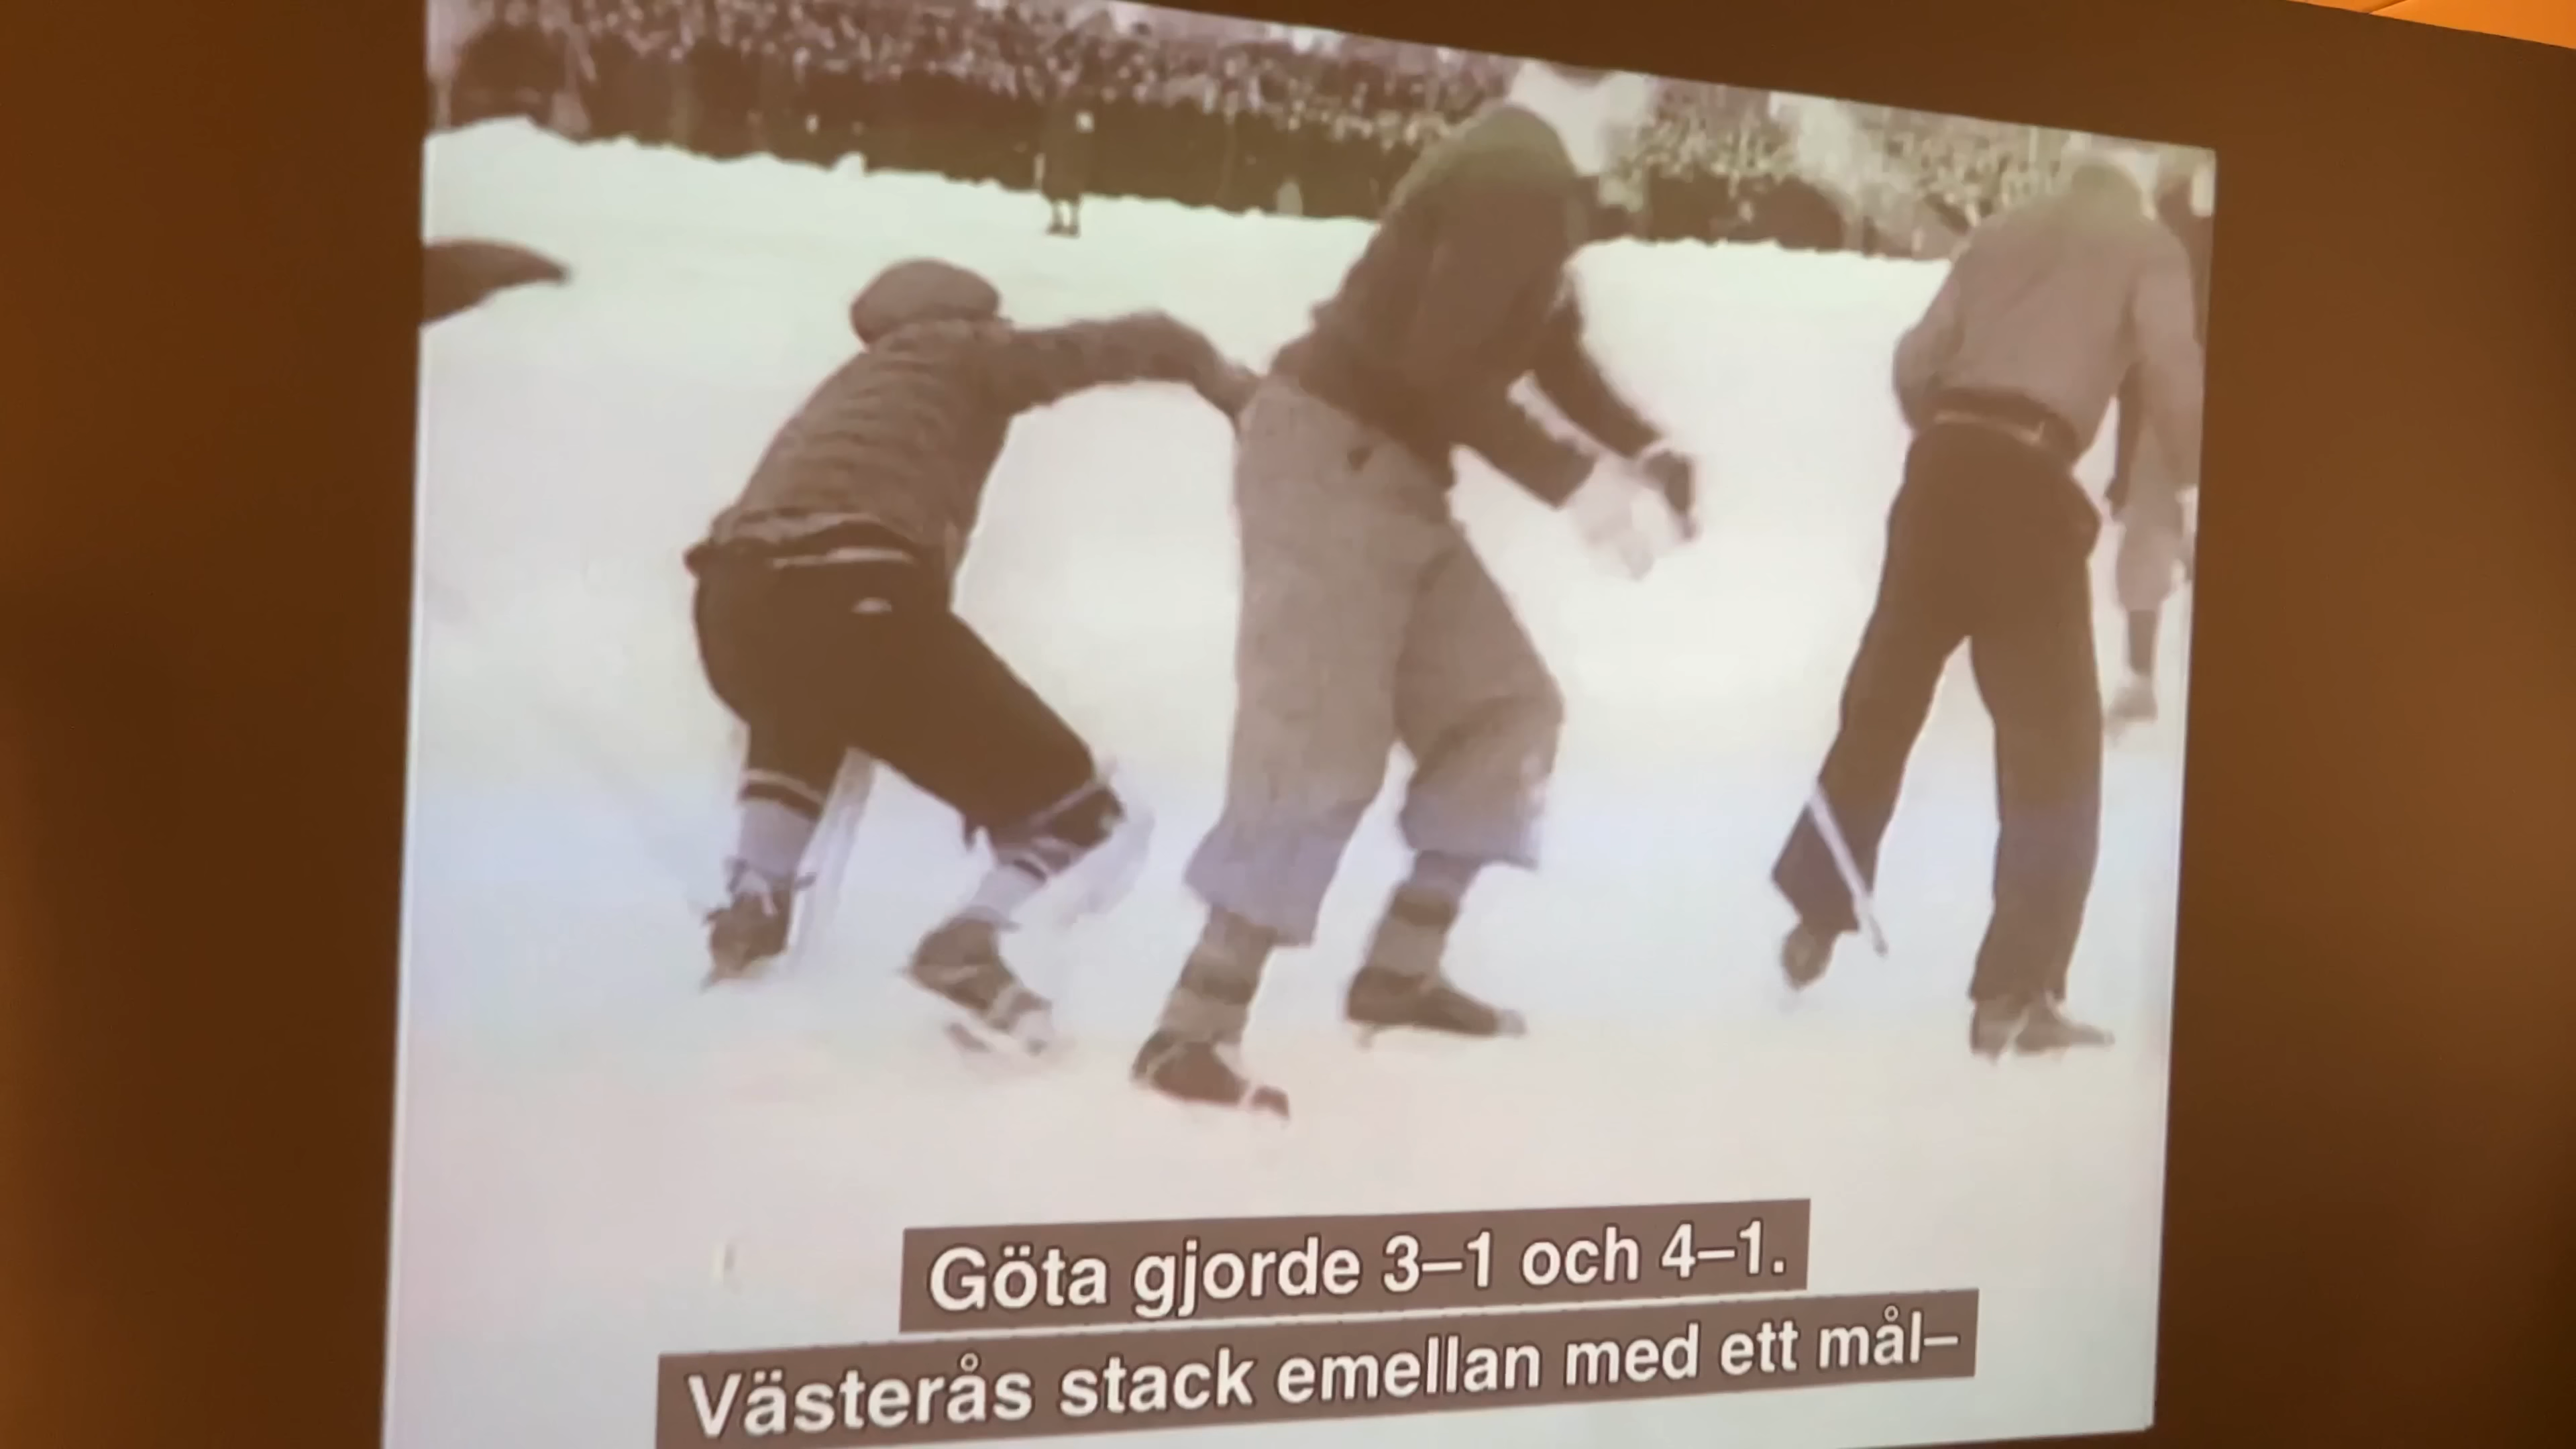 Göta gjorde 3–1 och 4–1.
Västerås stack emellan med ett mål–